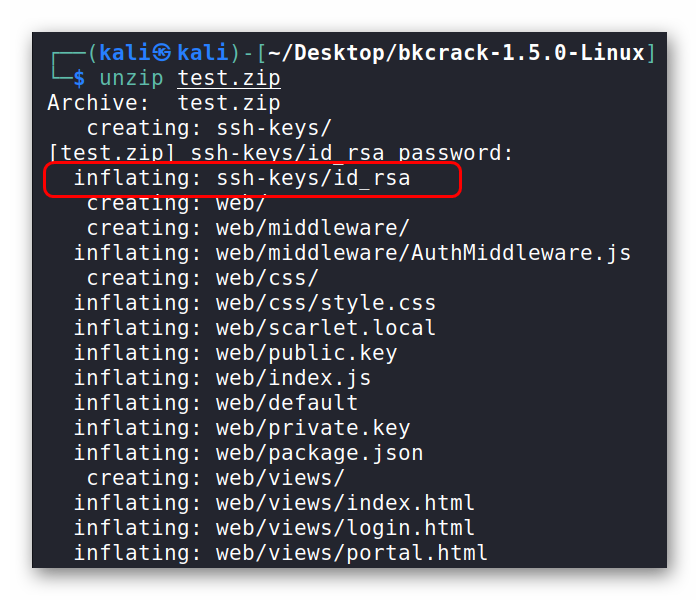 ┌──(kali㉿kali)-[~/Desktop/bkcrack-1.5.0-Linux]
└─$ unzip test.zip
Archive:  test.zip
   creating: ssh-keys/
[test.zip] ssh-keys/id_rsa password:
  inflating: ssh-keys/id_rsa
   creating: web/
   creating: web/middleware/
  inflating: web/middleware/AuthMiddleware.js
   creating: web/css/
  inflating: web/css/style.css
  inflating: web/scarlet.local
  inflating: web/public.key
  inflating: web/index.js
  inflating: web/default
  inflating: web/private.key
  inflating: web/package.json
   creating: web/views/
  inflating: web/views/index.html
  inflating: web/views/login.html
  inflating: web/views/portal.html